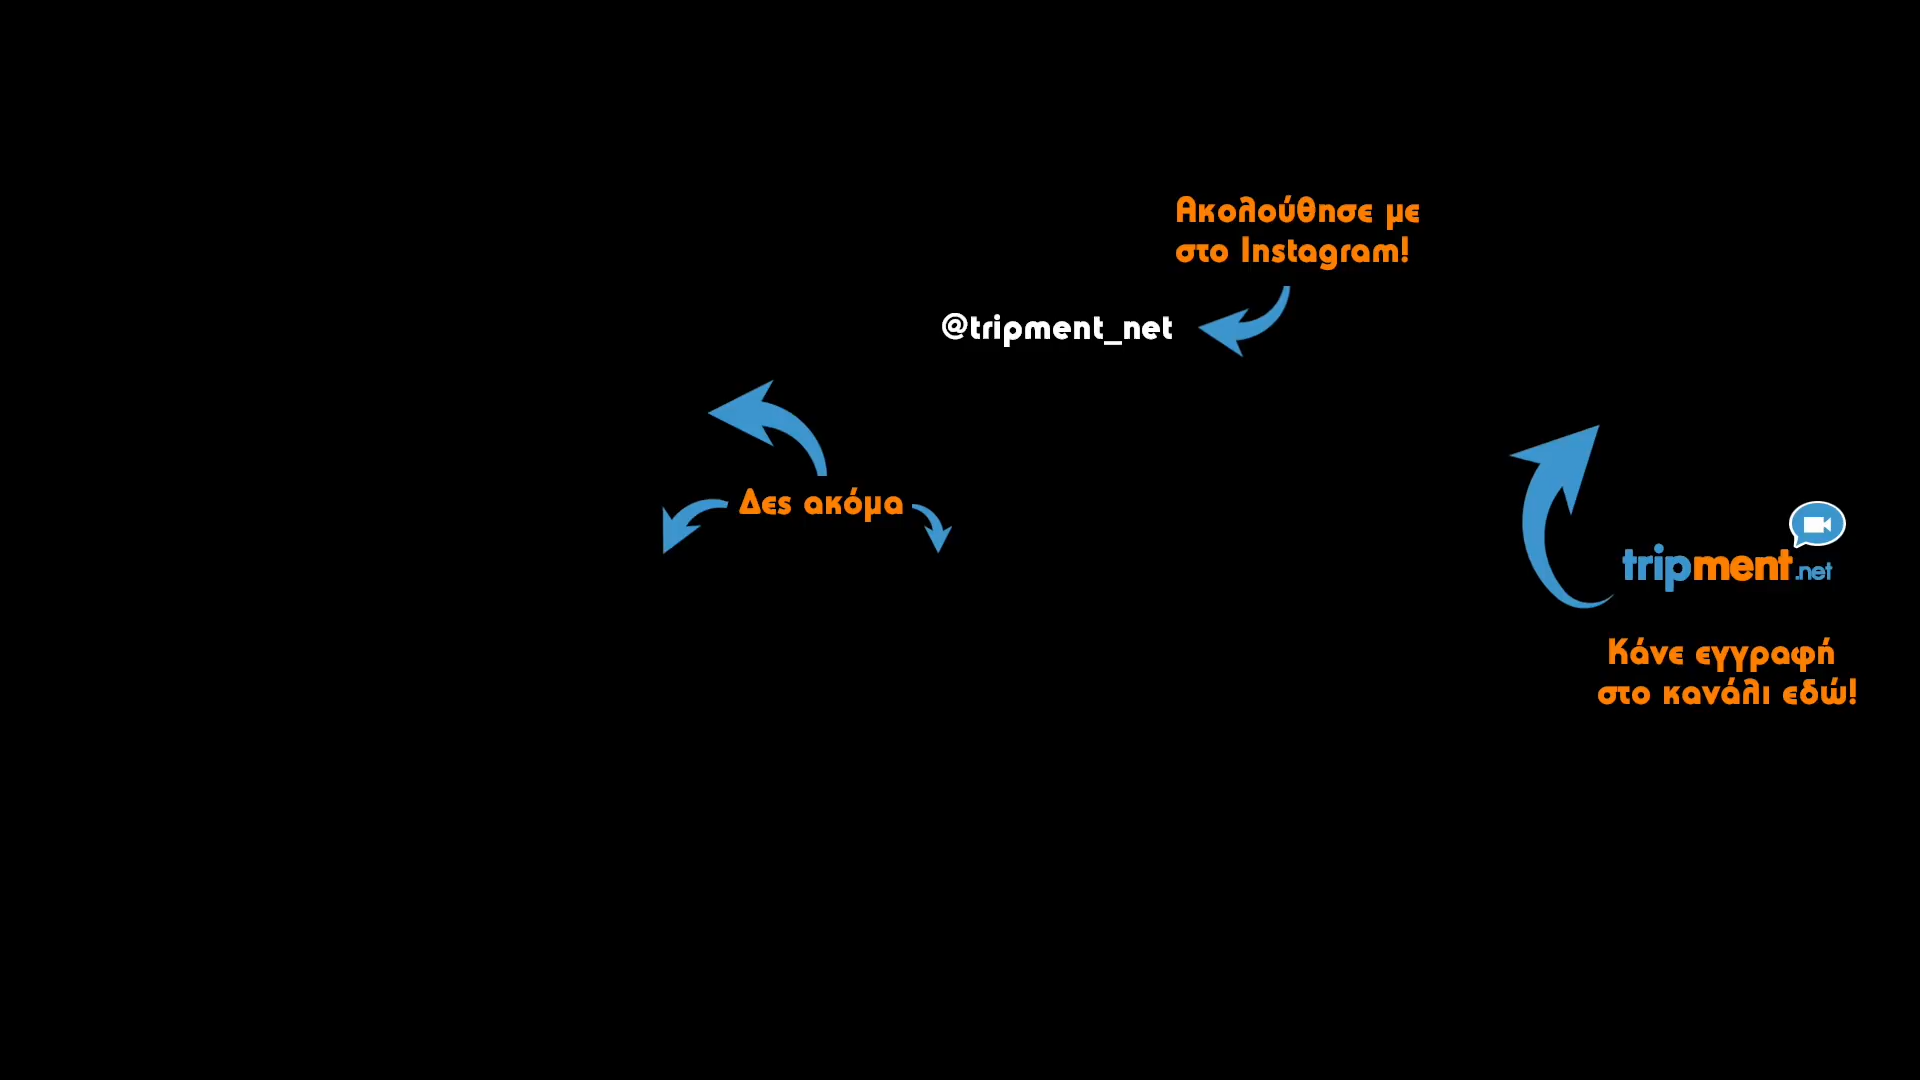 Ακολούθησε με
στο Instagram!
@tripment_net
Δες ακόμα
tripment.net
Κάνε εγγραφή
στο κανάλι εδώ!